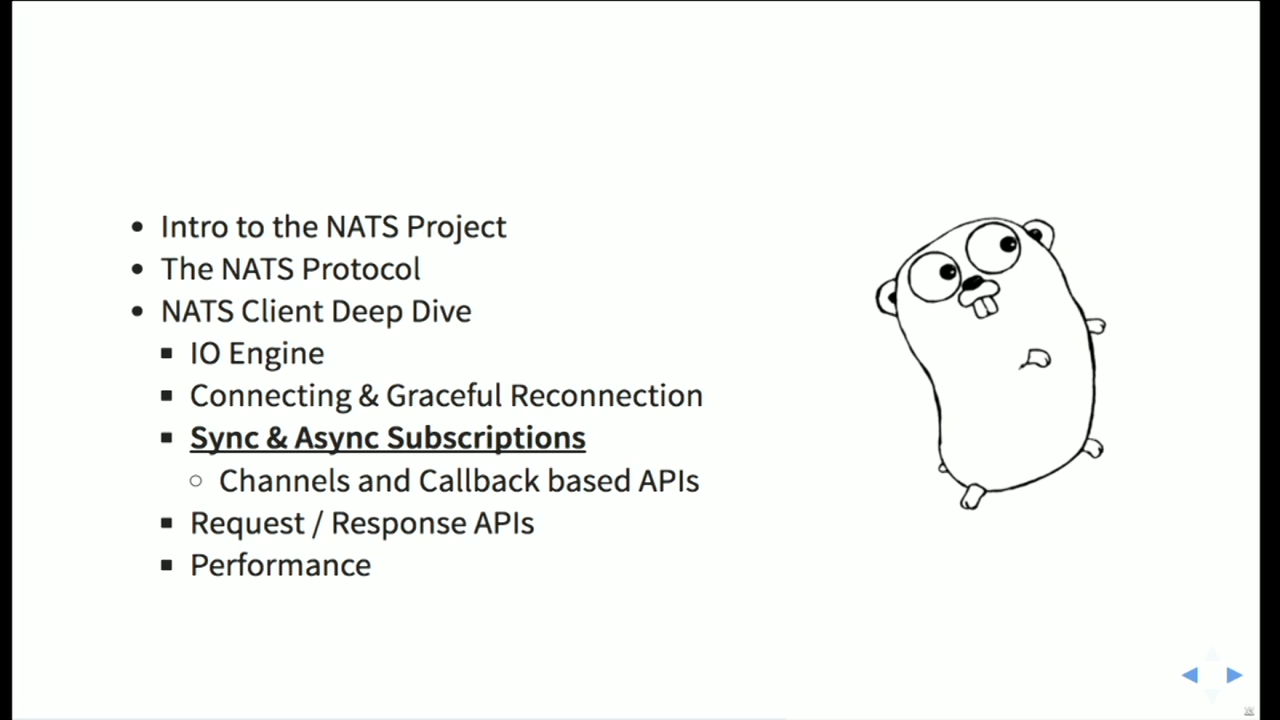 Intro to the NATS Project
The NATS Protocol
NATS Client Deep Dive
IO Engine
Connecting & Graceful Reconnection
Sync & Async Subscriptions
Channels and Callback based APIs
Request / Response APIs
Performance